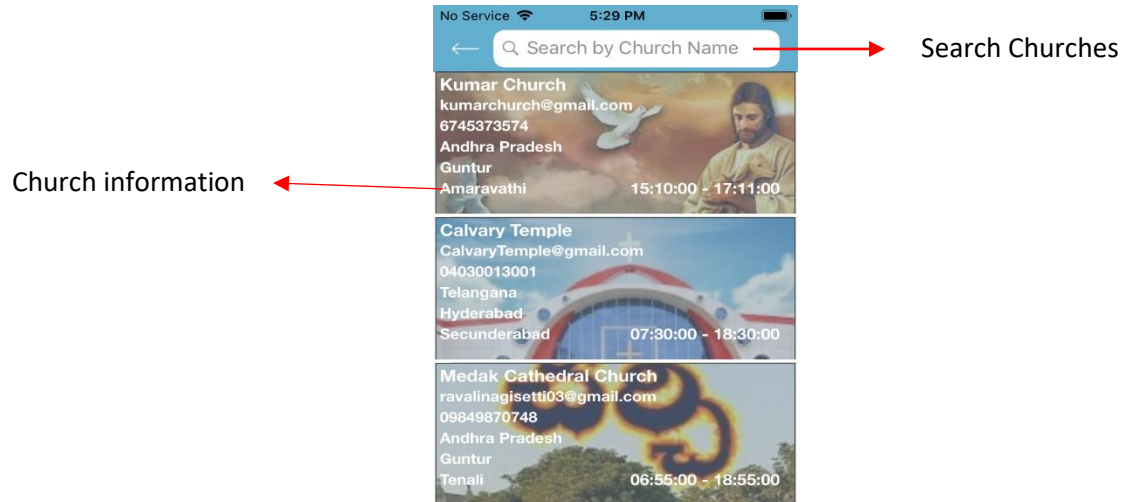 No Service 5:29 PM
Search by Church Name
Search Churches
Kumar Church
kumarchurch@gmail.com
6745373574
Andhra Pradesh
Guntur
Amaravathi 15:10:00 - 17:11:00
Church information
Calvary Temple
CalvaryTemple@gmail.com
04030013001
Telangana
Hyderabad
Secunderabad 07:30:00 - 18:30:00
Medak Cathedral Church
ravalinagisetti03@gmail.com
09849870748
Andhra Pradesh
Guntur
Tenali 06:55:00 - 18:55:00